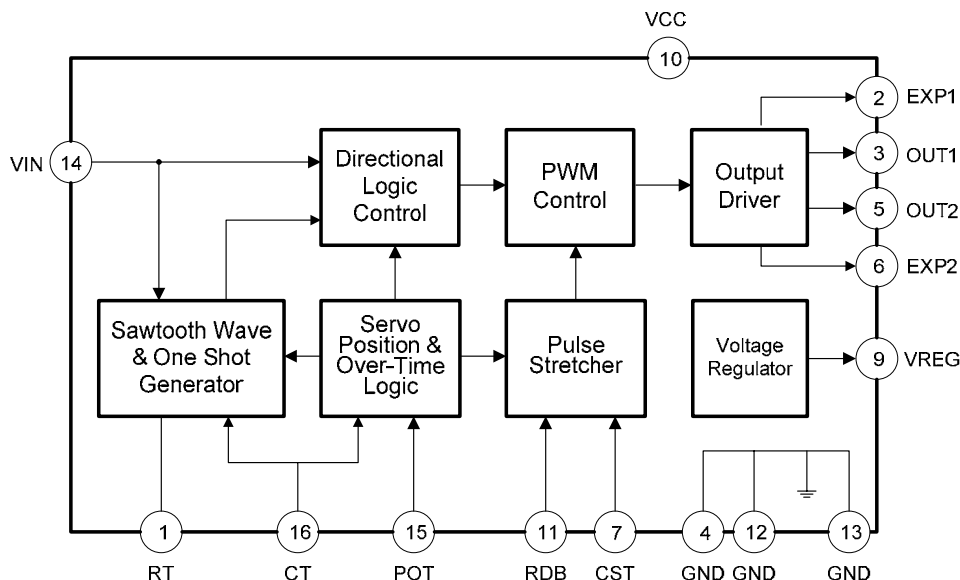 VCC
10
2 EXP1
VIN 14
Directional
Logic
Control
PWM
Control
Output
Driver
3 OUT1
5 OUT2
6 EXP2
Sawtooth Wave
& One Shot
Generator
Servo
Position &
Over-Time
Logic
Pulse
Stretcher
Voltage
Regulator
9 VREG
1
16
15
11
7
4
12
13
RT
CT
POT
RDB
CST
GND
GND
GND